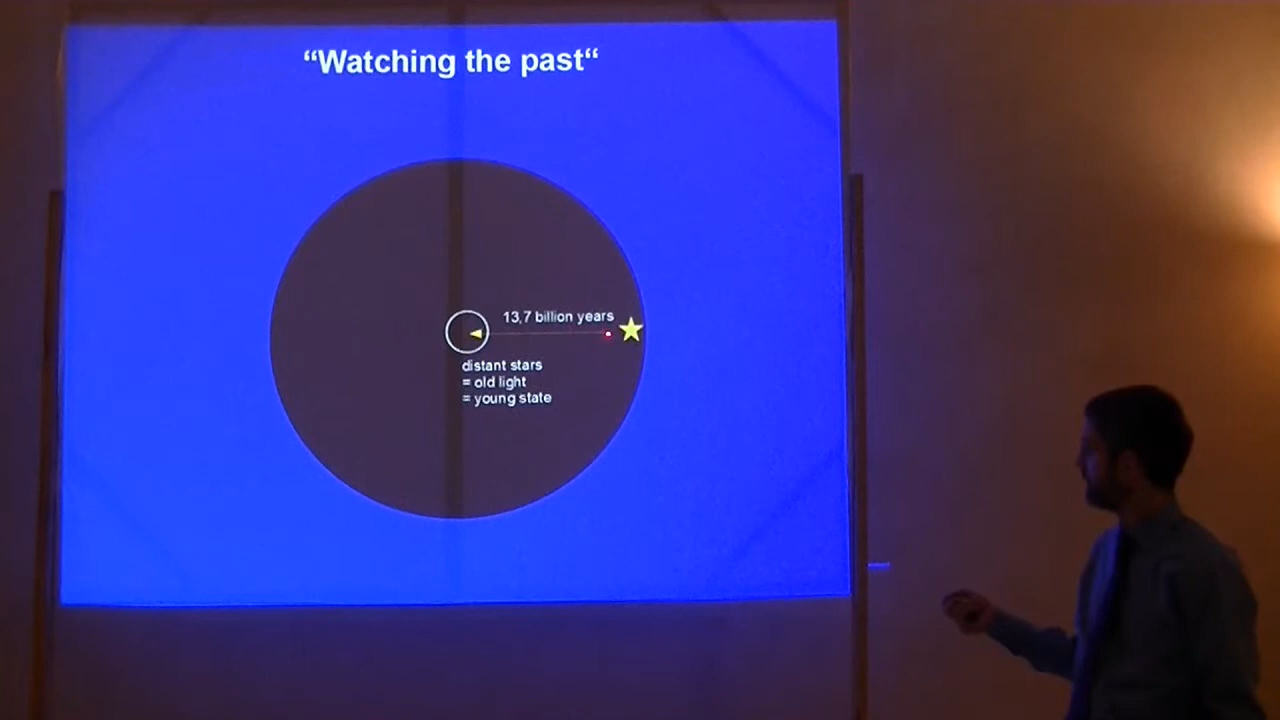 “Watching the past“
13,7 billion years
distant stars
= old light
= young state